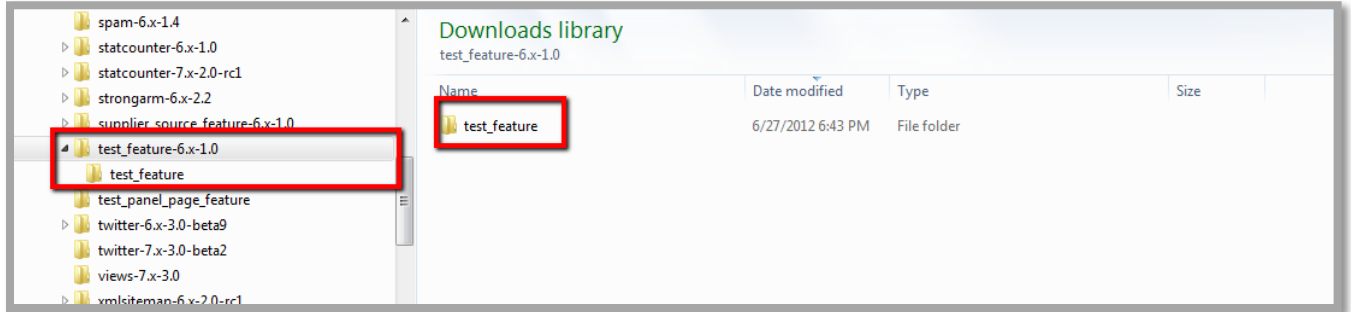 spam-6.x-1.4
statcounter-6.x-1.0
statcounter-7.x-2.0-rc1
strongarm-6.x-2.2
supplier_source_feature-6.x-1.0
test_feature-6.x-1.0
test_feature
test_panel_page_feature
twitter-6.x-3.0-beta9
twitter-7.x-3.0-beta2
views-7.x-3.0
xmlsitemap-6.x-2.0-rc1
Downloads library
test_feature-6.x-1.0
Name Date modified Type Size
test_feature 6/27/2012 6:43 PM File folder